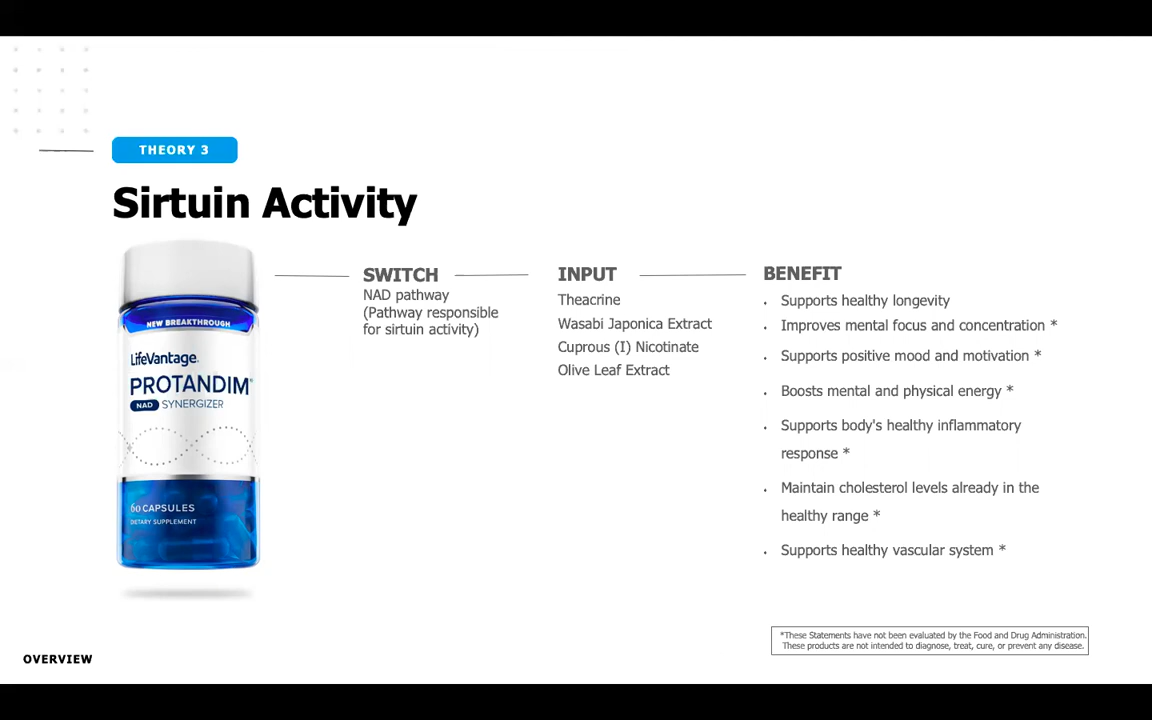 THEORY 3
Sirtuin Activity
NEW BREAKTHROUGH
LifeVantage
PROTANDIM®
NAD SYNERGIZER
60 CAPSULES
DIETARY SUPPLEMENT
SWITCH
NAD pathway
(Pathway responsible
for sirtuin activity)
INPUT
Theacrine
Wasabi Japonica Extract
Cuprous (I) Nicotinate
Olive Leaf Extract
BENEFIT
• Supports healthy longevity
• Improves mental focus and concentration *
• Supports positive mood and motivation *
• Boosts mental and physical energy *
• Supports body's healthy inflammatory
response *
• Maintain cholesterol levels already in the
healthy range *
• Supports healthy vascular system *
*These Statements have not been evaluated by the Food and Drug Administration.
These products are not intended to diagnose, treat, cure, or prevent any disease.
OVERVIEW